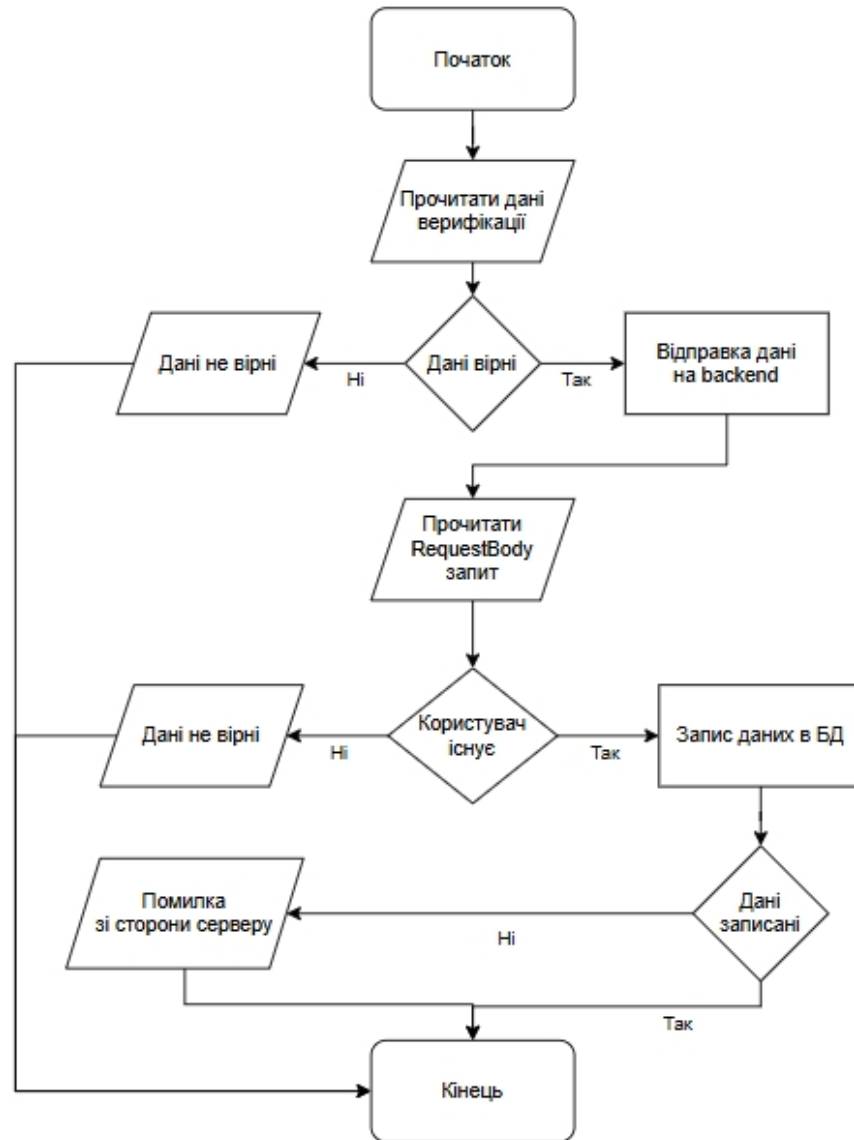 Початок
Прочитати дані
верифікації
Дані не вірні
Ні
Дані вірні
Так
Відправка дані
на backend
Прочитати
RequestBody
запит
Дані не вірні
Ні
Користувач
існує
Так
Запис даних в БД
Помилка
зі сторони серверу
Ні
Дані
записані
Так
Кінець